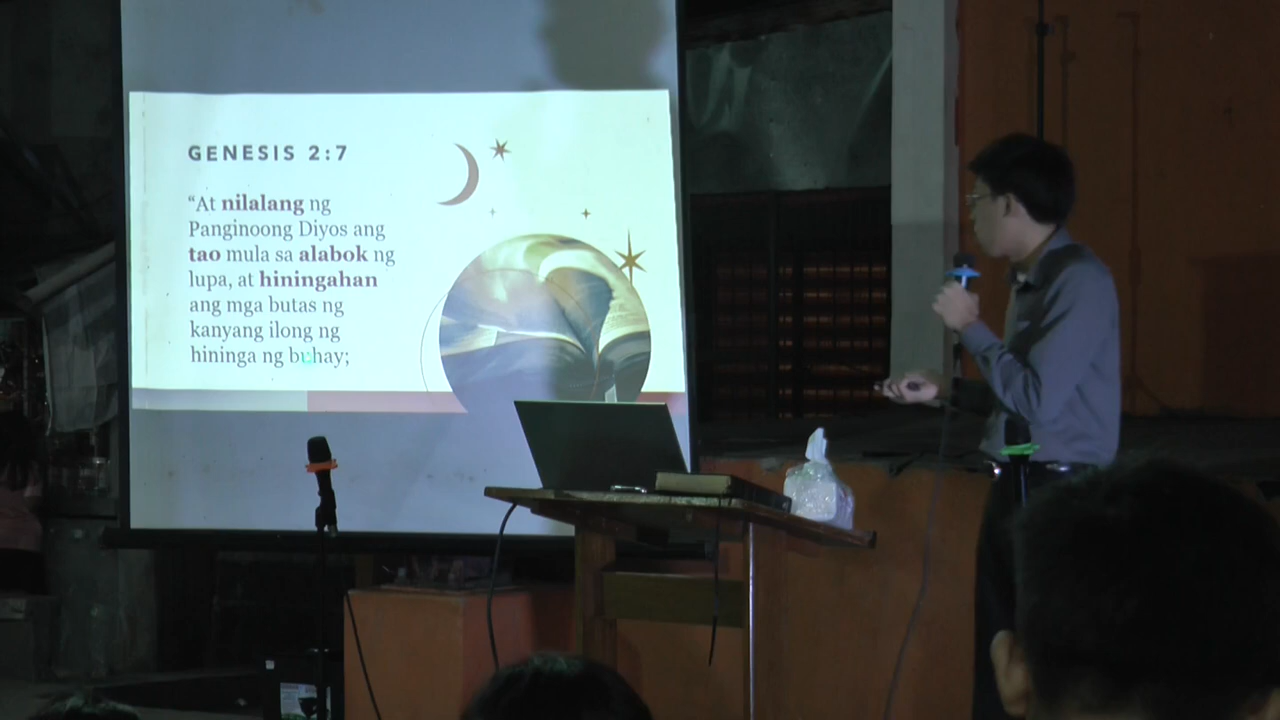 GENESIS 2:7
“At nilalang ng
Panginoong Diyos ang
tao mula sa alabok ng
lupa, at hiningahan
ang mga butas ng
kanyang ilong ng
hininga ng buhay;